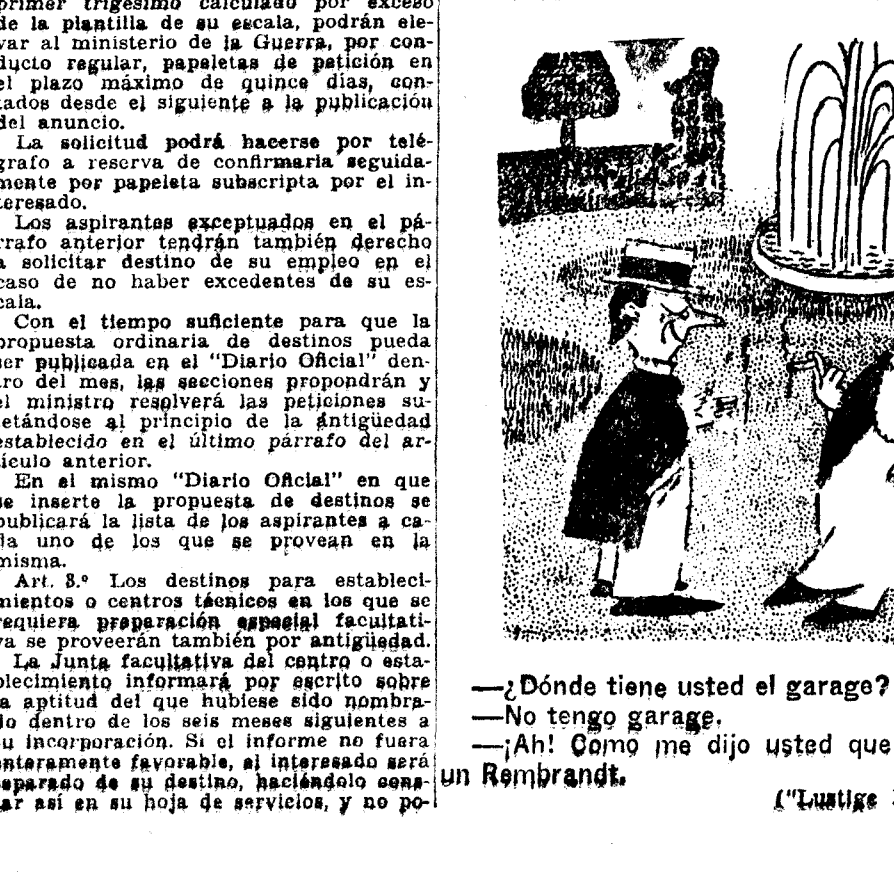 primer trigésimo calculado por exceso
de la plantilla de su escala, podrán ele-
var al ministerio de la Guerra, por con-
ducto regular, papeletas de petición en
el plazo máximo de quince días, con-
tados desde el siguiente a la publicación
del anuncio.
La solicitud podrá hacerse por telé-
grafo a reserva de confirmarla seguida-
mente por papeleta subscripta por el in-
teresado.
Los aspirantes exceptuados en el pá-
rrafo anterior tendrán también derecho
a solicitar destino de su empleo en el
caso de no haber excedentes de su es-
cala.
Con el tiempo suficiente para que la
propuesta ordinaria de destinos pueda
ser publicada en el "Diario Oficial" den-
tro del mes, las secciones propondrán y
el ministro resolverá las peticiones su-
jetándose al principio de la antigüedad
establecido en el último párrafo del ar-
tículo anterior.
En el mismo "Diario Oficial" en que
se inserte la propuesta de destinos se
publicará la lista de los aspirantes a ca-
da uno de los que se provean en la
misma.
Art. 8.º Los destinos para estableci-
mientos o centros técnicos en los que se
requiera preparación especial facultati-
va se proveerán también por antigüedad.
La Junta facultativa del centro o esta-
blecimiento informará por escrito sobre
la aptitud del que hubiese sido nombra-
do dentro de los seis meses siguientes a
su incorporación. Si el informe no fuera
enteramente favorable, el interesado será
separado de su destino, haciéndolo cons-
tar así en su hoja de servicios, y no po-
—¿Dónde tiene usted el garage?
—No tengo garage.
—¡Ah! Como me dijo usted que
un Rembrandt.
("Lustige